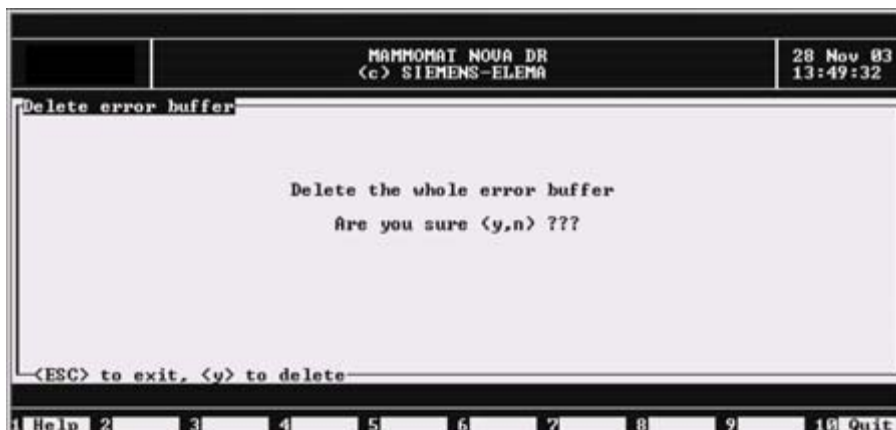 MAMMOMAT NOVA DR
(c) SIEMENS-ELEMA
28 Nov 03
13:49:32
Delete error buffer
Delete the whole error buffer
Are you sure <y,n> ???
<ESC> to exit, <y> to delete
1 Help 2 3 4 5 6 7 8 9 10 Quit